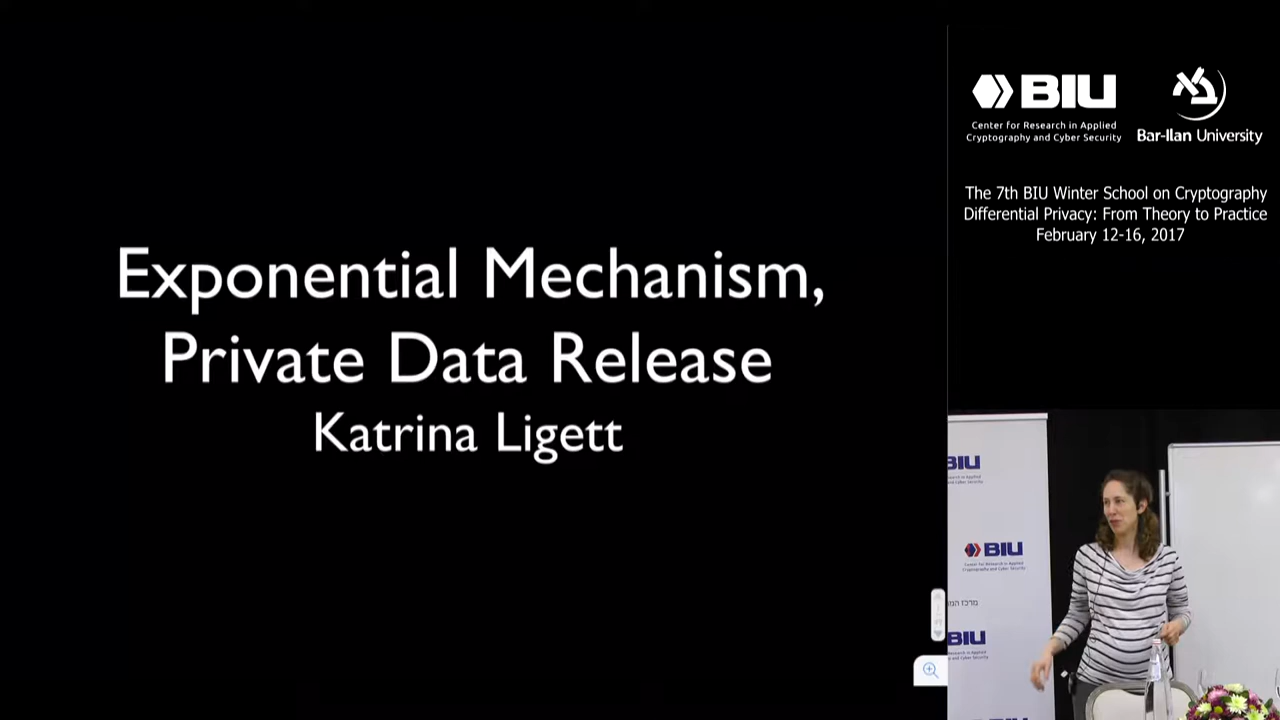 Exponential Mechanism,
Private Data Release
Katrina Ligett
BIU
Center for Research in Applied
Cryptography and Cyber Security
Bar-Ilan University
The 7th BIU Winter School on Cryptography
Differential Privacy: From Theory to Practice
February 12-16, 2017
BIU
BIU
BIU
BIU